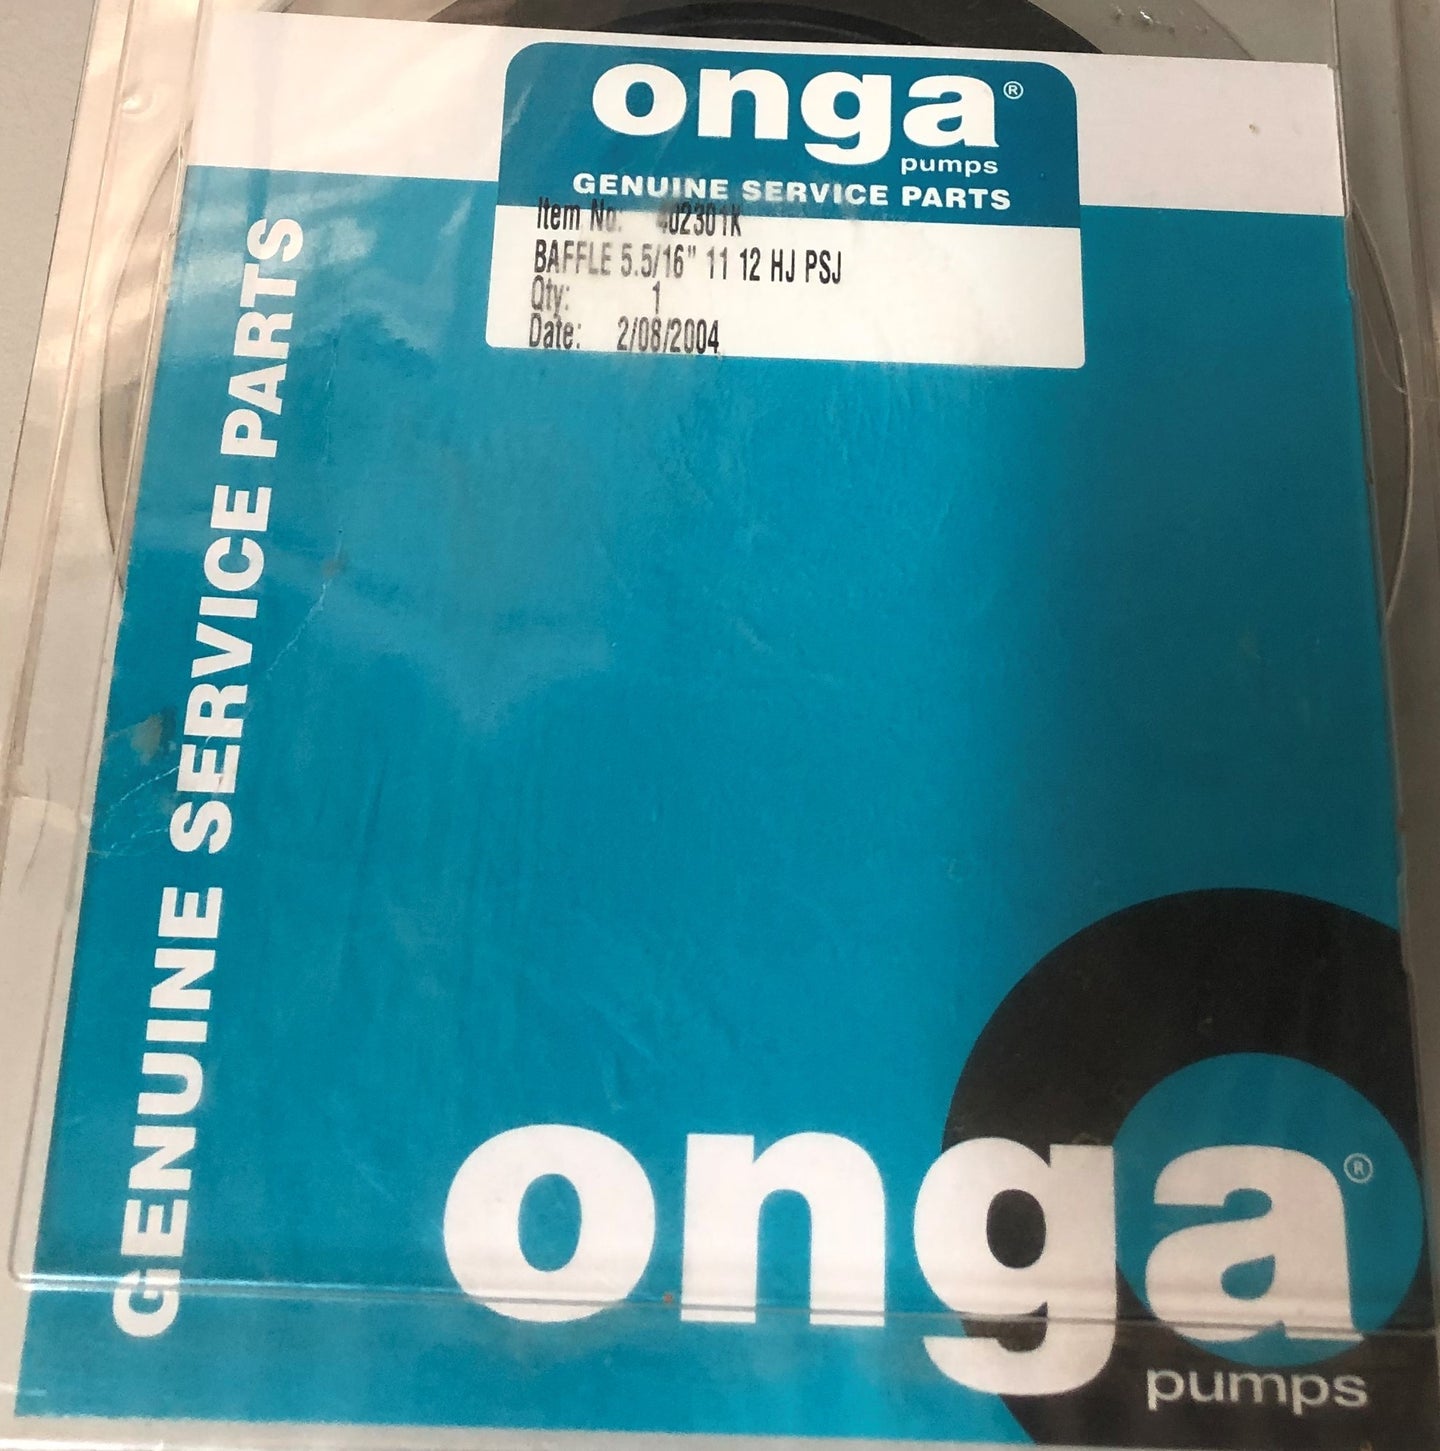 onga®
pumps
GENUINE SERVICE PARTS
Item No: 402301K
BAFFLE 5.5/16" 11 12 HJ PSJ
Qty: 1
Date: 2/08/2004
GENUINE SERVICE PARTS
onga®
pumps